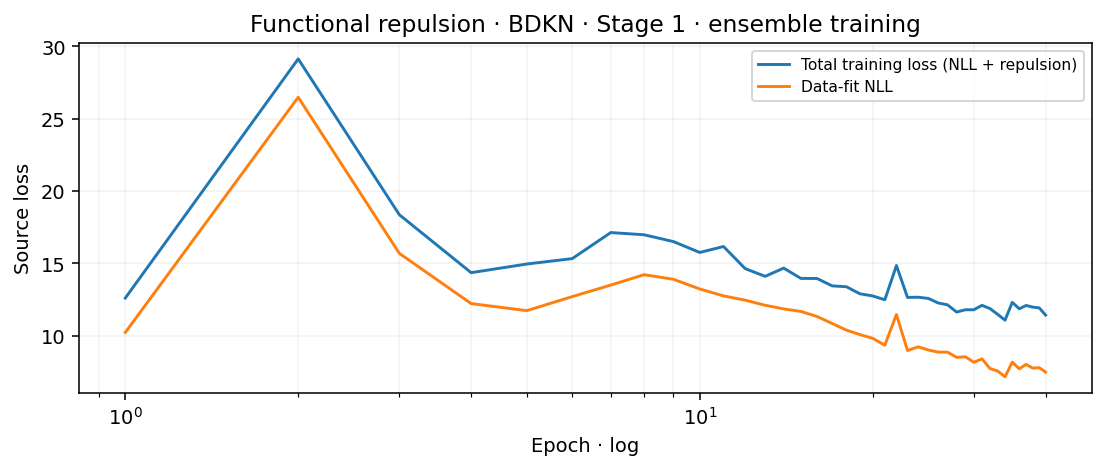 Functional repulsion · BDKN · Stage 1 · ensemble training
Total training loss (NLL + repulsion)
Data-fit NLL
Source loss
30
25
20
15
10
10⁰
10¹
Epoch · log